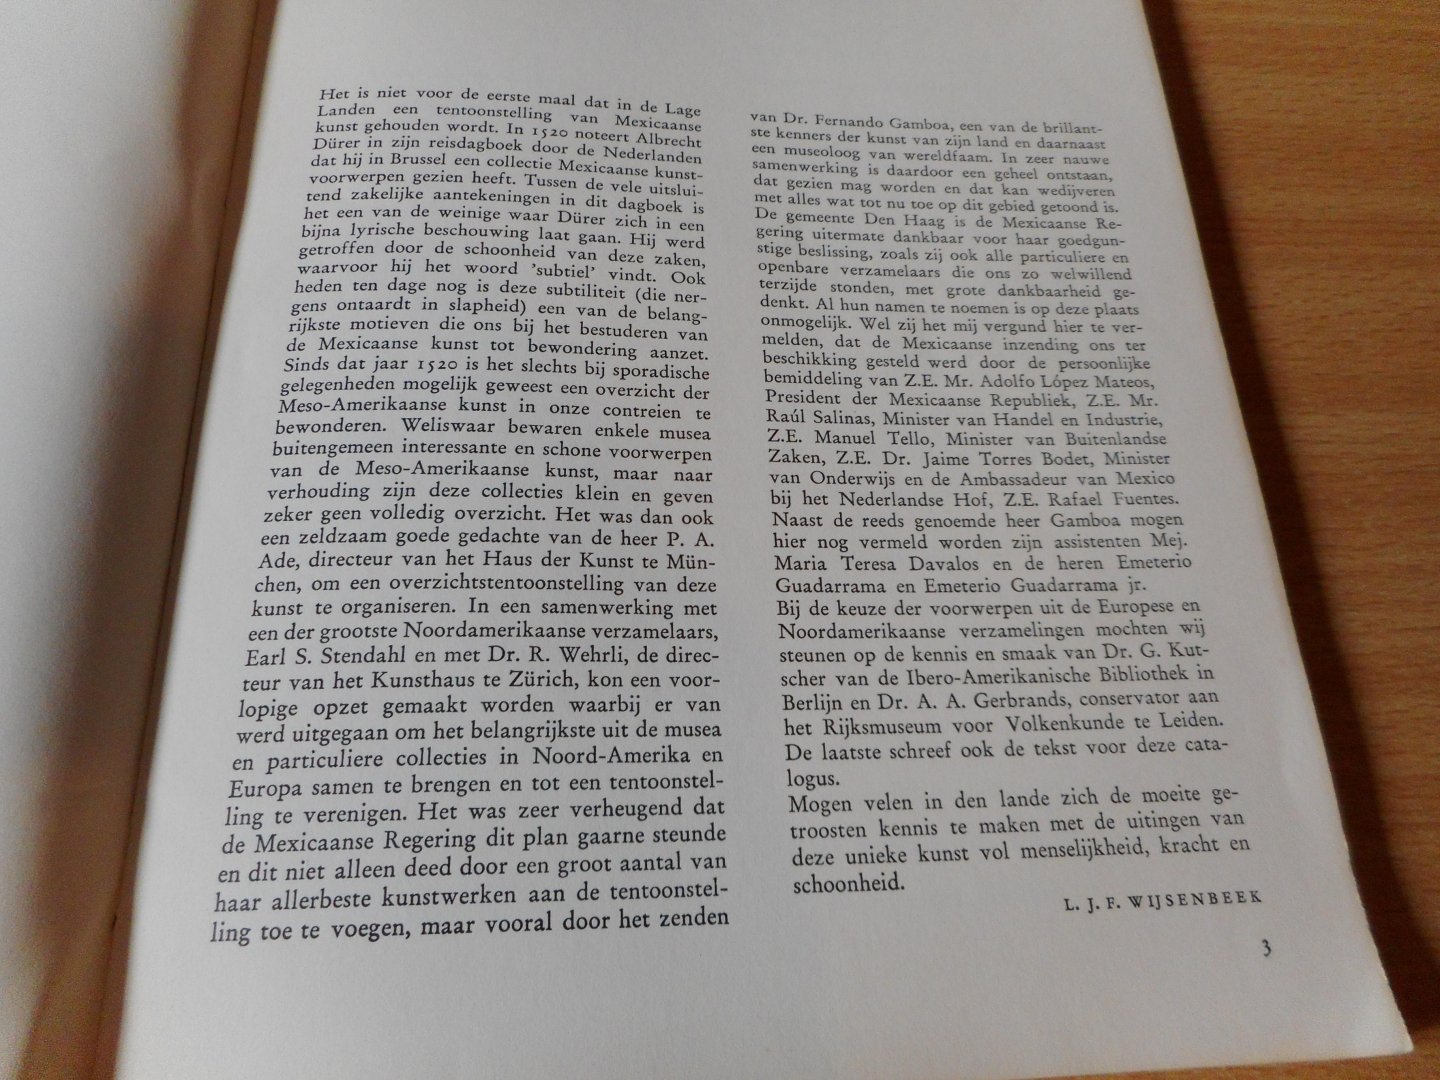 Het is niet voor de eerste maal dat in de Lage
Landen een tentoonstelling van Mexicaanse
kunst gehouden wordt. In 1520 noteert Albrecht
Dürer in zijn reisdagboek door de Nederlanden
dat hij in Brussel een collectie Mexicaanse kunst-
voorwerpen gezien heeft. Tussen de vele uitslui-
tend zakelijke aantekeningen in dit dagboek is
het een van de weinige waar Dürer zich in een
bijna lyrische beschouwing laat gaan. Hij werd
getroffen door de schoonheid van deze zaken,
waarvoor hij het woord 'subtiel' vindt. Ook
heden ten dage nog is deze subtiliteit (die ner-
gens ontaardt in slapheid) een van de belang-
rijkste motieven die ons bij het bestuderen van
de Mexicaanse kunst tot bewondering aanzet.
Sinds dat jaar 1520 is het slechts bij sporadische
gelegenheden mogelijk geweest een overzicht der
Meso-Amerikaanse kunst in onze contreien te
bewonderen. Weliswaar bewaren enkele musea
buitengemeen interessante en schone voorwerpen
van de Meso-Amerikaanse kunst, maar naar
verhouding zijn deze collecties klein en geven
zeker geen volledig overzicht. Het was dan ook
een zeldzaam goede gedachte van de heer P. A.
Ade, directeur van het Haus der Kunst te Mün-
chen, om een overzichtstentoonstelling van deze
kunst te organiseren. In een samenwerking met
een der grootste Noordamerikaanse verzamelaars,
Earl S. Stendahl en met Dr. R. Wehrli, de direc-
teur van het Kunsthaus te Zürich, kon een voor-
lopige opzet gemaakt worden waarbij er van
werd uitgegaan om het belangrijkste uit de musea
en particuliere collecties in Noord-Amerika en
Europa samen te brengen en tot een tentoonstel-
ling te verenigen. Het was zeer verheugend dat
de Mexicaanse Regering dit plan gaarne steunde
en dit niet alleen deed door een groot aantal van
haar allerbeste kunstwerken aan de tentoonstel-
ling toe te voegen, maar vooral door het zenden
van Dr. Fernando Gamboa, een van de brillant-
ste kenners der kunst van zijn land en daarnaast
een museoloog van wereldfaam. In zeer nauwe
samenwerking is daardoor een geheel ontstaan,
dat gezien mag worden en dat kan wedijveren
met alles wat tot nu toe op dit gebied getoond is.
De gemeente Den Haag is de Mexicaanse Re-
gering uitermate dankbaar voor haar goedgun-
stige beslissing, zoals zij ook alle particuliere en
openbare verzamelaars die ons zo welwillend
terzijde stonden, met grote dankbaarheid ge-
denkt. Al hun namen te noemen is op deze plaats
onmogelijk. Wel zij het mij vergund hier te ver-
melden, dat de Mexicaanse inzending ons ter
beschikking gesteld werd door de persoonlijke
bemiddeling van Z.E. Mr. Adolfo López Mateos,
President der Mexicaanse Republiek, Z.E. Mr.
Raúl Salinas, Minister van Handel en Industrie,
Z.E. Manuel Tello, Minister van Buitenlandse
Zaken, Z.E. Dr. Jaime Torres Bodet, Minister
van Onderwijs en de Ambassadeur van Mexico
bij het Nederlandse Hof, Z.E. Rafael Fuentes.
Naast de reeds genoemde heer Gamboa mogen
hier nog vermeld worden zijn assistenten Mej.
Maria Teresa Davalos en de heren Emeterio
Guadarrama en Emeterio Guadarrama jr.
Bij de keuze der voorwerpen uit de Europese en
Noordamerikaanse verzamelingen mochten wij
steunen op de kennis en smaak van Dr. G. Kut-
scher van de Ibero-Amerikanische Bibliothek in
Berlijn en Dr. A. A. Gerbrands, conservator aan
het Rijksmuseum voor Volkenkunde te Leiden.
De laatste schreef ook de tekst voor deze cata-
logus.
Mogen velen in den lande zich de moeite ge-
troosten kennis te maken met de uitingen van
deze unieke kunst vol menselijkheid, kracht en
schoonheid.
L. J. F. WIJSENBEEK
3